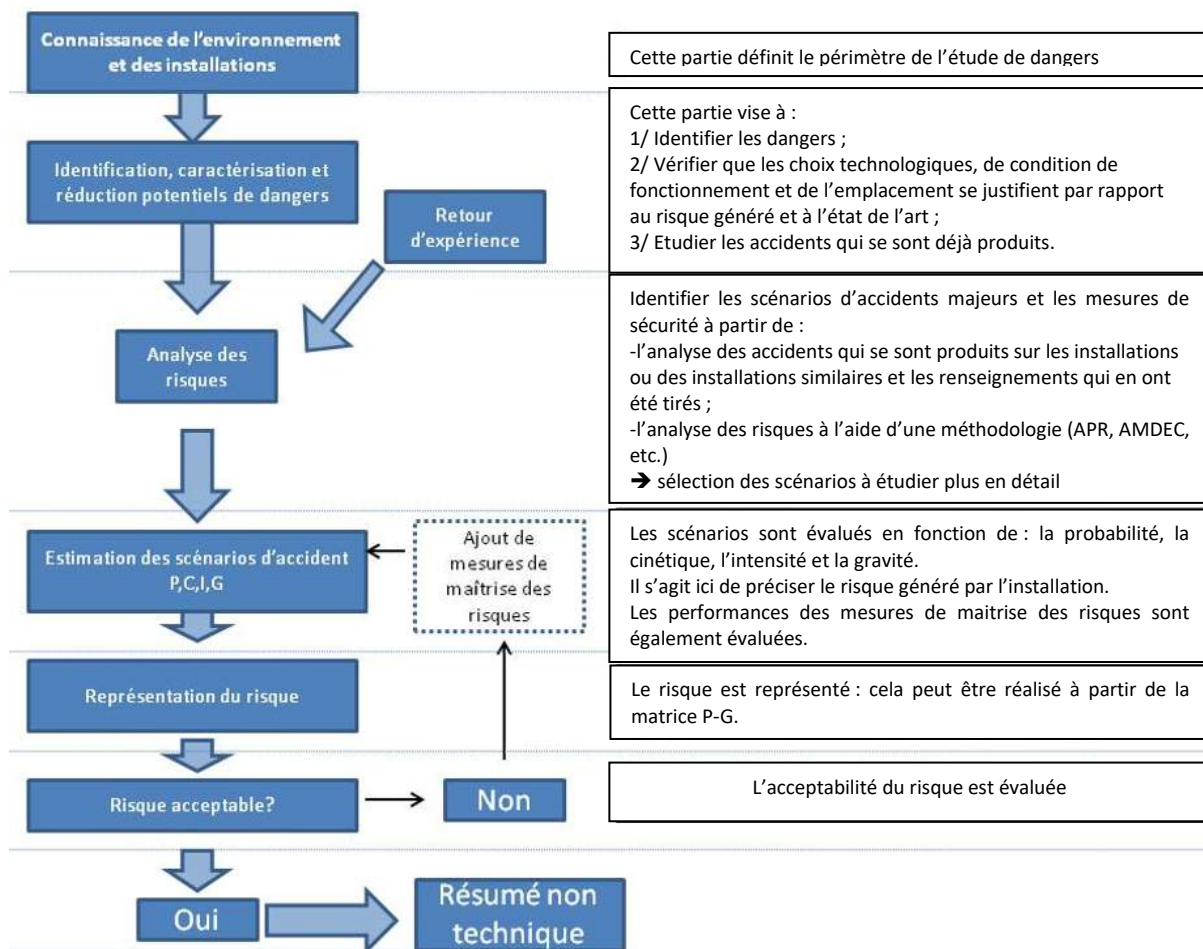 Connaissance de l'environnement
et des installations
Cette partie définit le périmètre de l'étude de dangers
Identification, caractérisation et
réduction potentiels de dangers
Retour
d'expérience
Cette partie vise à :
1/ Identifier les dangers ;
2/ Vérifier que les choix technologiques, de condition de
fonctionnement et de l'emplacement se justifient par rapport
au risque généré et à l'état de l'art ;
3/ Etudier les accidents qui se sont déjà produits.
Analyse des
risques
Identifier les scénarios d'accidents majeurs et les mesures de
sécurité à partir de :
-l'analyse des accidents qui se sont produits sur les installations
ou des installations similaires et les renseignements qui en ont
été tirés ;
-l'analyse des risques à l'aide d'une méthodologie (APR, AMDEC,
etc.)
➔ sélection des scénarios à étudier plus en détail
Estimation des scénarios d'accident
P,C,I,G
Ajout de
mesures de
maîtrise des
risques
Les scénarios sont évalués en fonction de : la probabilité, la
cinétique, l'intensité et la gravité.
Il s'agit ici de préciser le risque généré par l'installation.
Les performances des mesures de maitrise des risques sont
également évaluées.
Représentation du risque
Le risque est représenté : cela peut être réalisé à partir de la
matrice P-G.
Risque acceptable?
Non
L'acceptabilité du risque est évaluée
Oui
Résumé non
technique